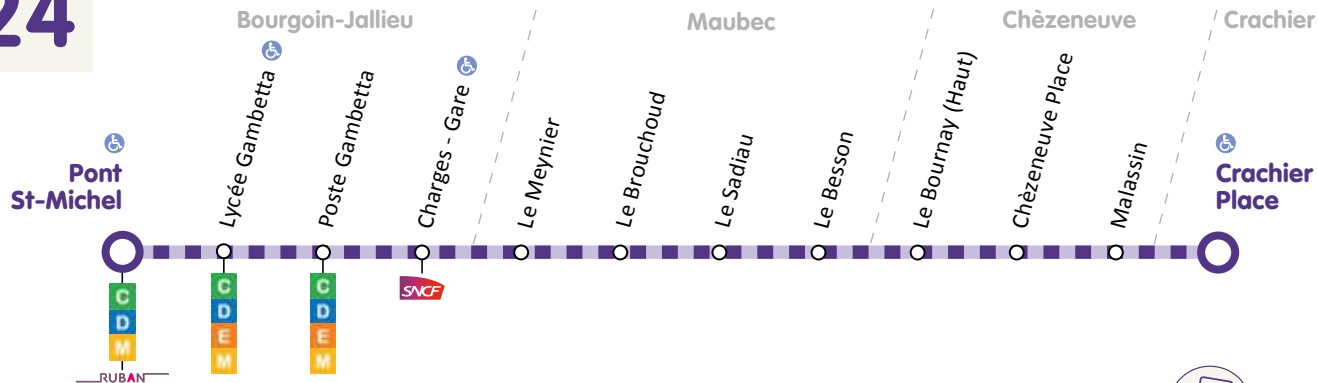 24
Bourgoin-Jallieu
Maubec
Chèzeneuve
Crachier
Pont
St-Michel
Lycée Gambetta
Poste Gambetta
Charges - Gare
Le Meynier
Le Brouchoud
Le Sadiau
Le Besson
Le Bournay (Haut)
Chèzeneuve Place
Malassin
Crachier
Place
C
D
M
RUBAN
C
D
E
M
C
D
E
M
SNCF